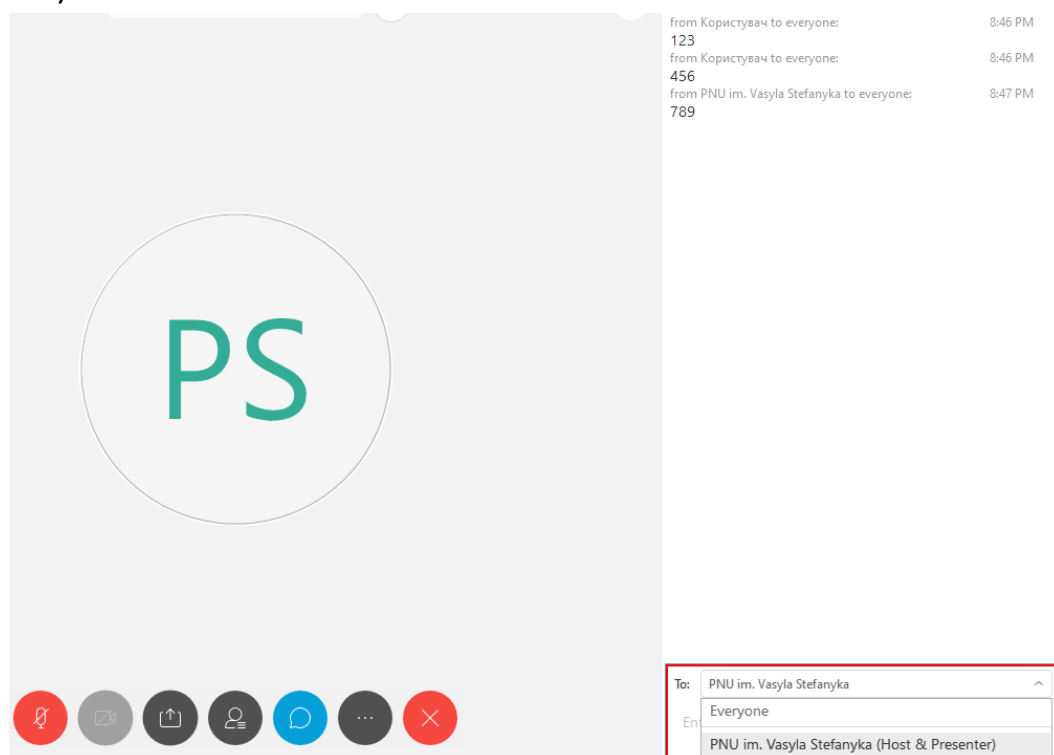 from Користувач to everyone: 8:46 PM
123
from Користувач to everyone: 8:46 PM
456
from PNU im. Vasyla Stefanyka to everyone: 8:47 PM
789
PS
To: PNU im. Vasyla Stefanyka
Everyone
PNU im. Vasyla Stefanyka (Host & Presenter)